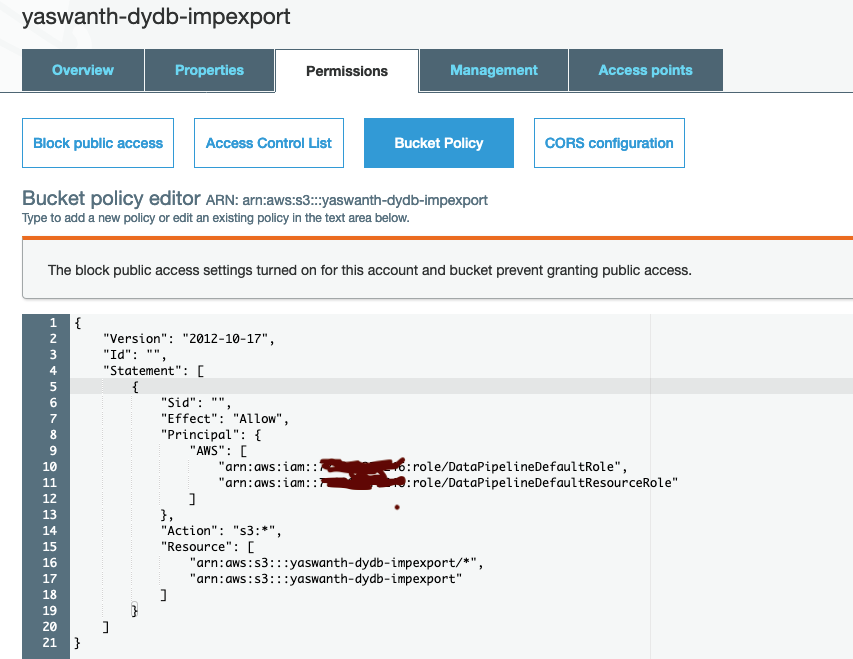 yaswanth-dydb-impexport
Overview Properties Permissions Management Access points
Block public access Access Control List Bucket Policy CORS configuration
Bucket policy editor ARN: arn:aws:s3:::yaswanth-dydb-impexport
Type to add a new policy or edit an existing policy in the text area below.
The block public access settings turned on for this account and bucket prevent granting public access.
1 {
2 "Version": "2012-10-17",
3 "Id": "",
4 "Statement": [
5 {
6 "Sid": "",
7 "Effect": "Allow",
8 "Principal": {
9 "AWS": [
10 "arn:aws:iam:: :role/DataPipelineDefaultRole",
11 "arn:aws:iam:: :role/DataPipelineDefaultResourceRole"
12 ]
13 },
14 "Action": "s3:*",
15 "Resource": [
16 "arn:aws:s3:::yaswanth-dydb-impexport/*",
17 "arn:aws:s3:::yaswanth-dydb-impexport"
18 ]
19 }
20 ]
21 }